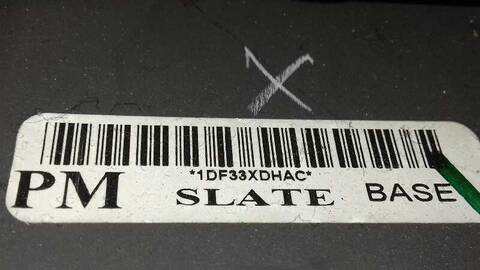 X
*1DF33XDHAC*
PM SLATE BASE